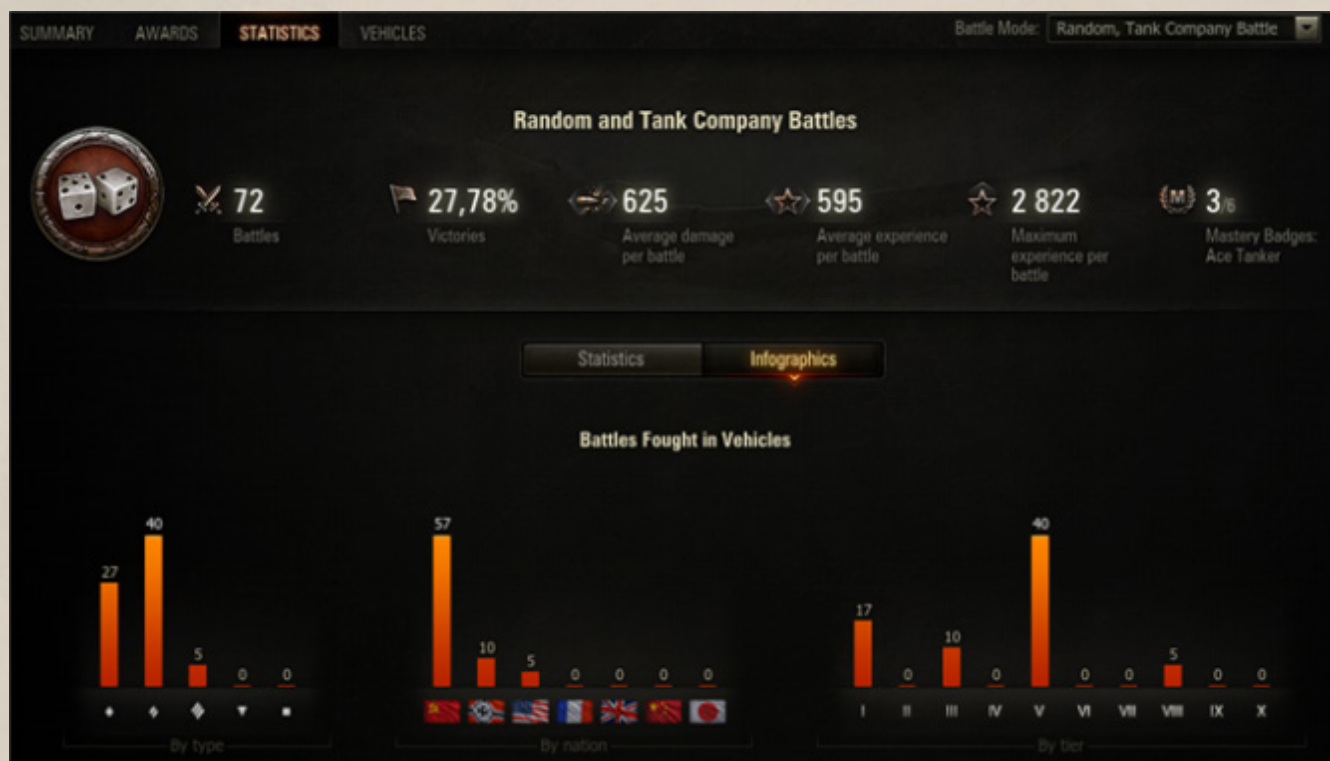 SUMMARY AWARDS STATISTICS VEHICLES Battle Mode: Random, Tank Company Battle
Random and Tank Company Battles
72 27,78% 625 595 2 822 3/6
Battles Victories Average damage Average experience Maximum Mastery Badges:
per battle per battle experience per Ace Tanker
battle
Statistics Infographics
Battles Fought in Vehicles
27 40 5 0 0
57 10 5 0 0 0 0
17 0 10 0 40 0 0 5 0 0
I II III IV V VI VII VIII IX X
By type By nation By tier